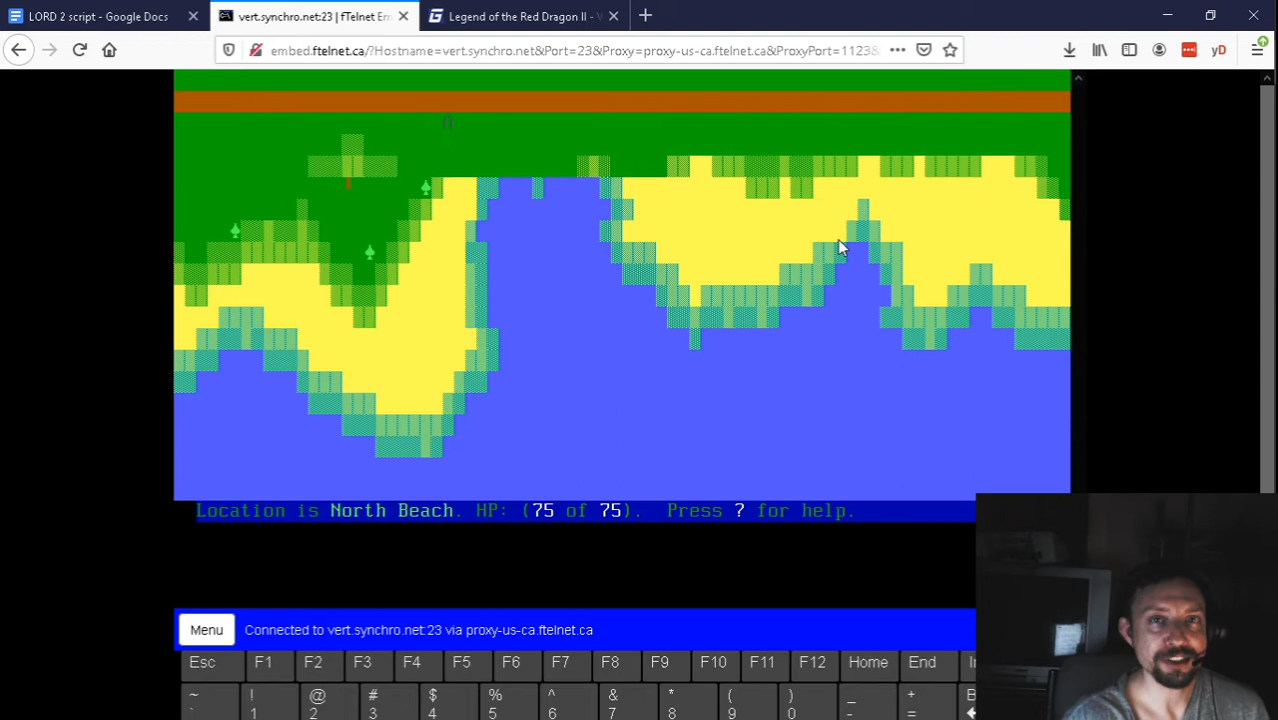 LORD 2 script - Google Docs
vert.synchro.net:23 | fTelnet Em
Legend of the Red Dragon II -
embed.ftelnet.ca/?Hostname=vert.synchro.net&Port=23&Proxy=proxy-us-ca.ftelnet.ca&ProxyPort=1123&
yD
Location is North Beach. HP: (75 of 75). Press ? for help.
Menu Connected to vert.synchro.net:23 via proxy-us-ca.ftelnet.ca
Esc F1 F2 F3 F4 F5 F6 F7 F8 F9 F10 F11 F12 Home End
~ ! @ # $ % ^ & * ( ) _ + B
` 1 2 3 4 5 6 7 8 9 0 - =